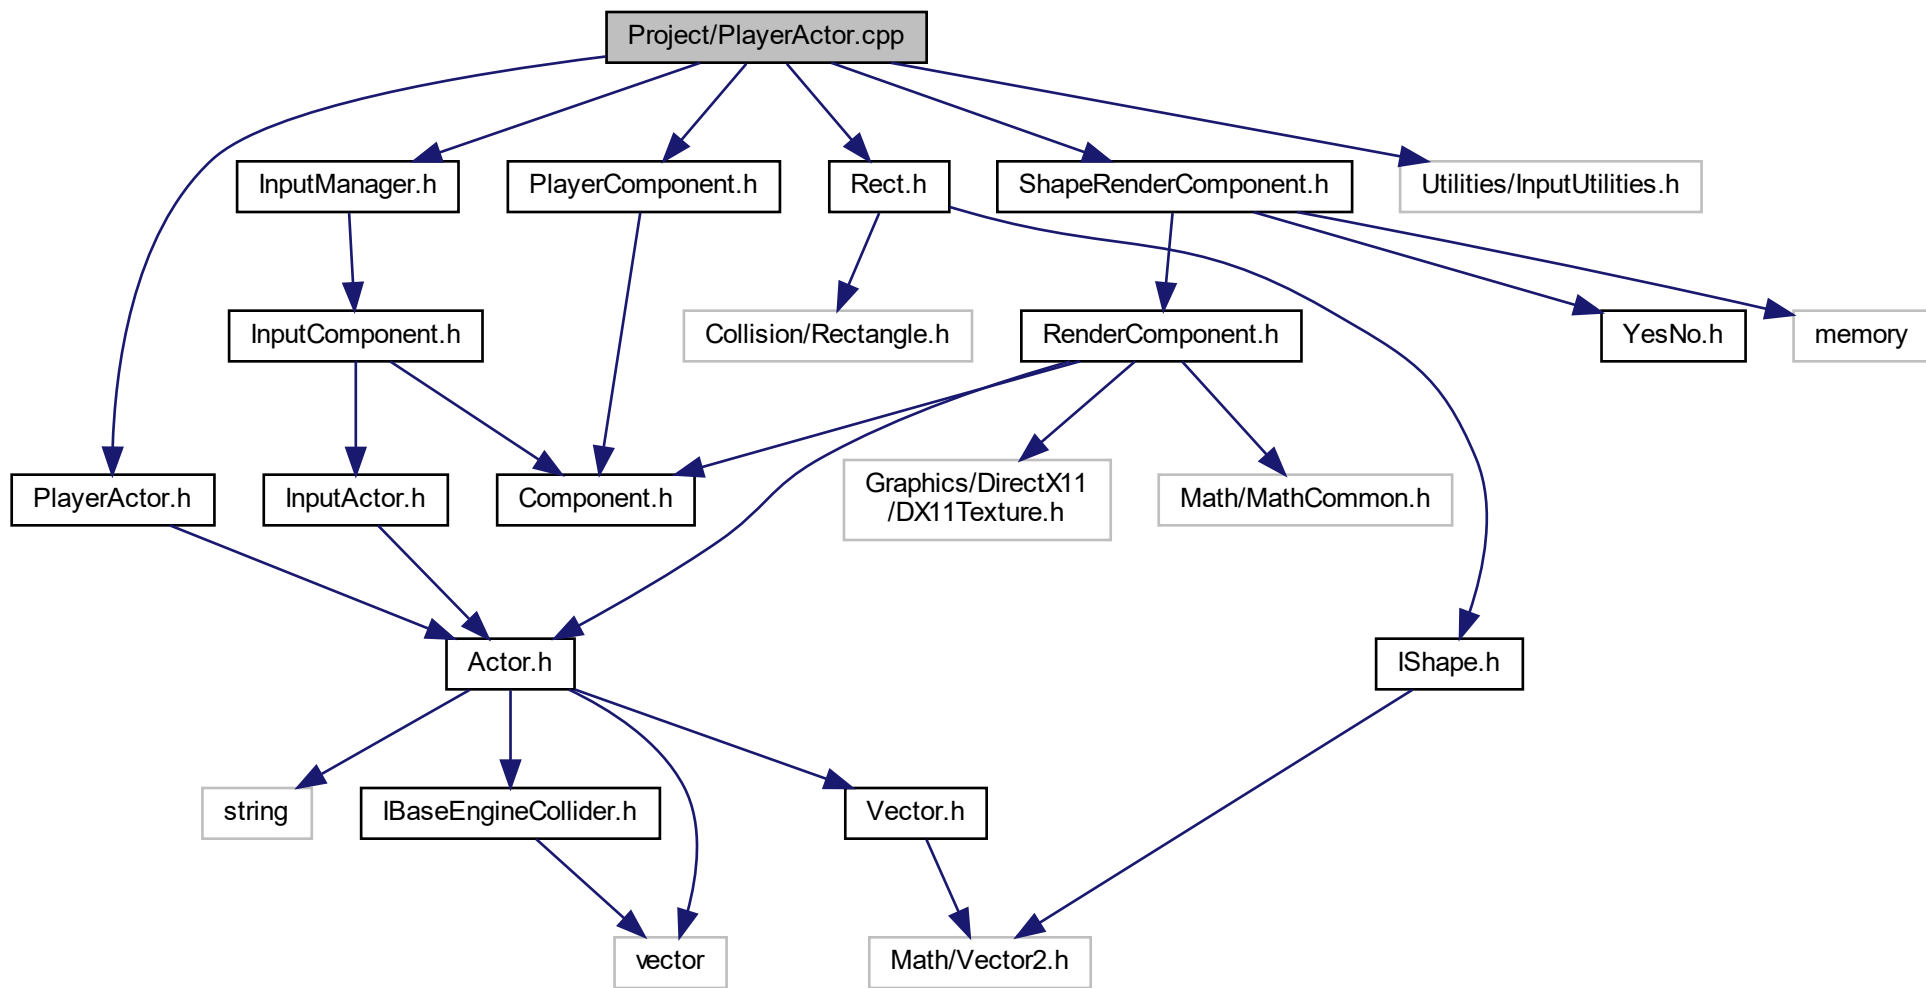 Project/PlayerActor.cpp
InputManager.h
PlayerComponent.h
Rect.h
ShapeRenderComponent.h
Utilities/InputUtilities.h
InputComponent.h
Collision/Rectangle.h
RenderComponent.h
YesNo.h
memory
PlayerActor.h
InputActor.h
Component.h
Graphics/DirectX11
/DX11Texture.h
Math/MathCommon.h
Actor.h
IShape.h
string
IBaseEngineCollider.h
Vector.h
vector
Math/Vector2.h